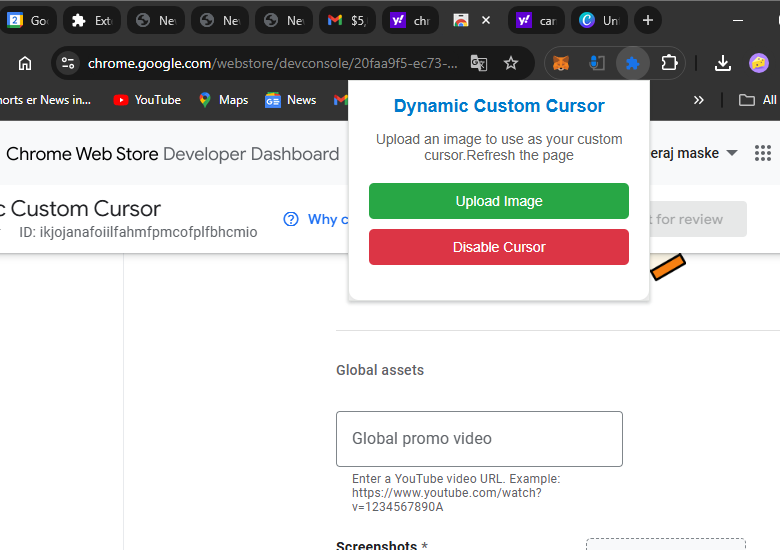 Goo
Exte
Nev
Nev
Nev
$5,
chr
car
Unt
chrome.google.com/webstore/devconsole/20faa9f5-ec73-...
horts er News in...
YouTube
Maps
News
»
All
Chrome Web Store Developer Dashboard
eraj maske
c Custom Cursor
ID: ikjojanafoiilfahmfpmcofplfbhcmio
Why c
t for review
Dynamic Custom Cursor
Upload an image to use as your custom
cursor.Refresh the page
Upload Image
Disable Cursor
Global assets
Global promo video
Enter a YouTube video URL. Example:
https://www.youtube.com/watch?
v=1234567890A
Screenshots *